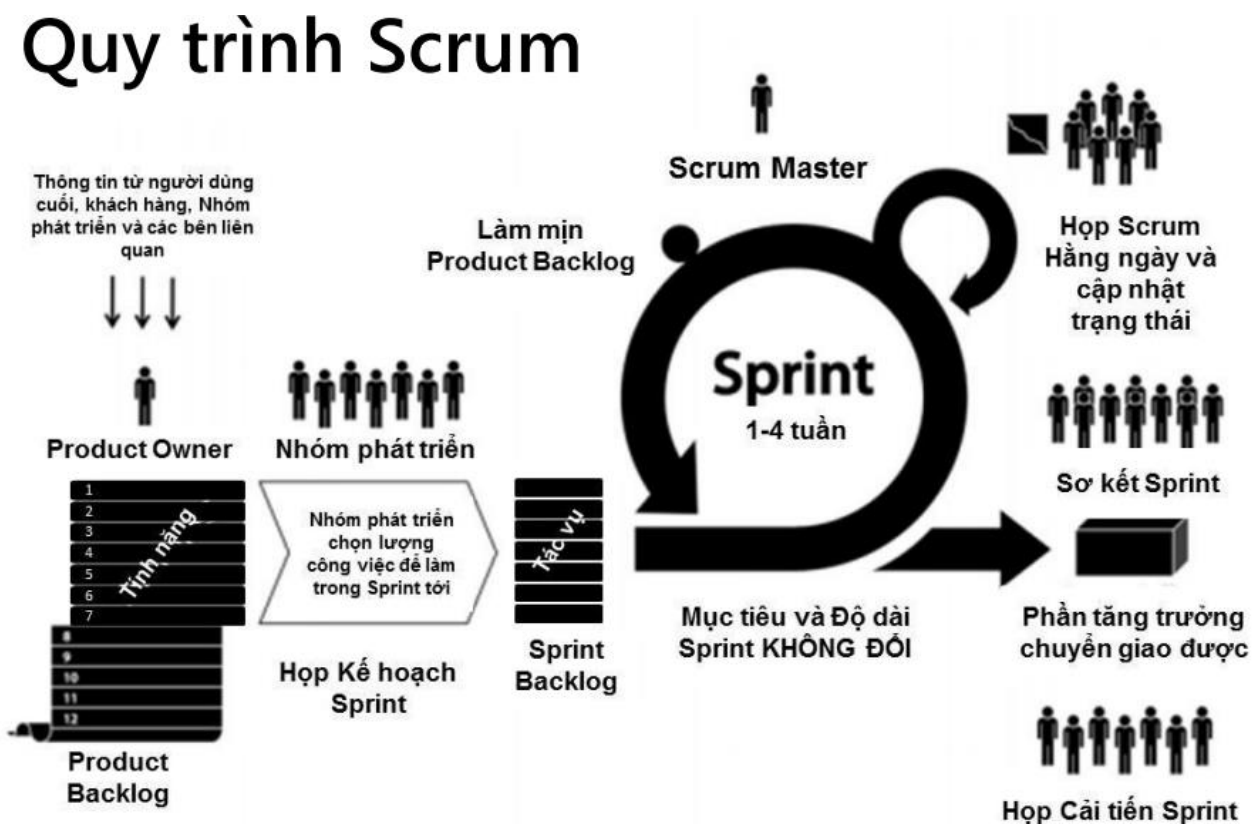 Quy trình Scrum
Thông tin từ người dùng
cuối, khách hàng, Nhóm
phát triển và các bên liên
quan
Product Owner
Nhóm phát triển
1
2
3
4
5
6
7
Tính năng
8
9
10
11
12
Product
Backlog
Nhóm phát triển
chọn lượng
công việc để làm
trong Sprint tới
Họp Kế hoạch
Sprint
Tác vụ
Sprint
Backlog
Làm mịn
Product Backlog
Scrum Master
Sprint
1-4 tuần
Mục tiêu và Độ dài
Sprint KHÔNG ĐỔI
Họp Scrum
Hằng ngày và
cập nhật
trạng thái
Sơ kết Sprint
Phần tăng trưởng
chuyển giao được
Họp Cải tiến Sprint